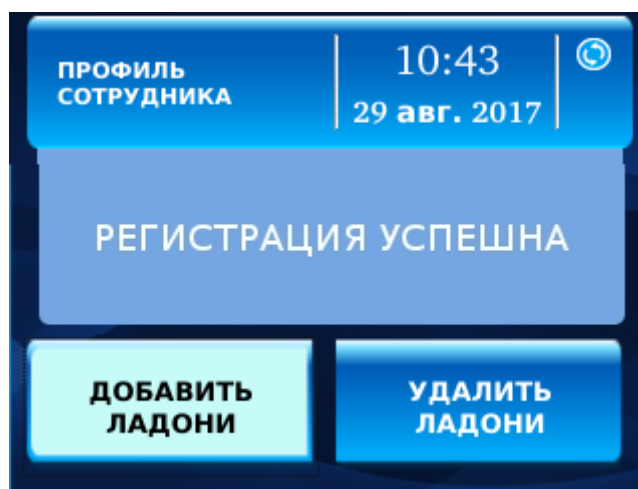 ПРОФИЛЬ
СОТРУДНИКА
10:43
29 авг. 2017
РЕГИСТРАЦИЯ УСПЕШНА
ДОБАВИТЬ
ЛАДОНИ
УДАЛИТЬ
ЛАДОНИ